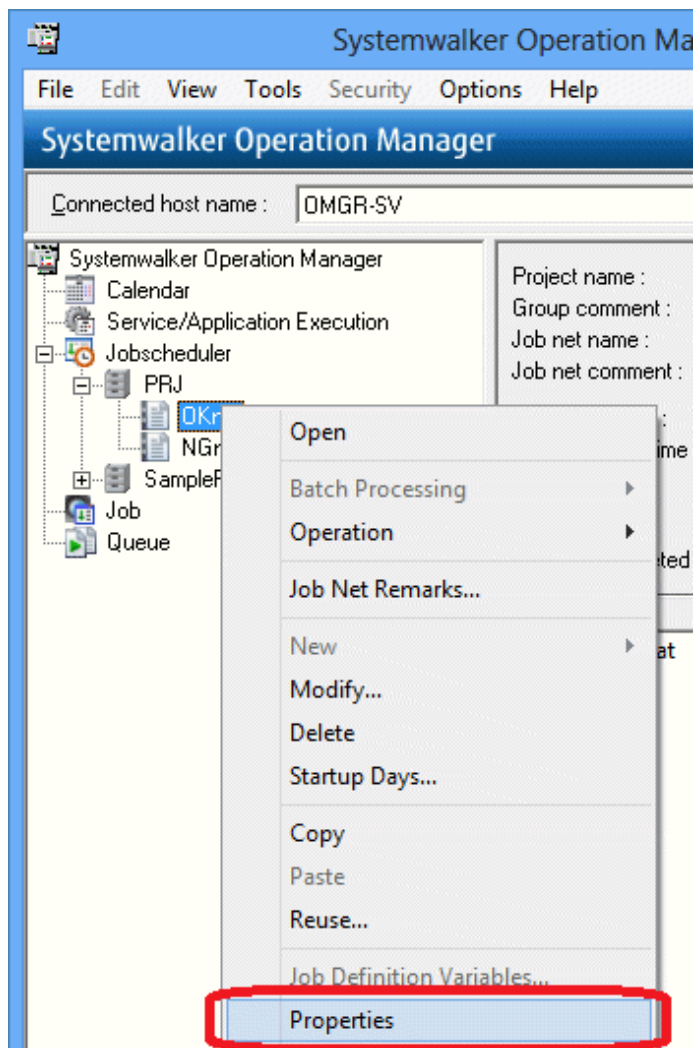 Systemwalker Operation Ma
File Edit View Tools Security Options Help
Systemwalker Operation Manager
Connected host name : OMGR-SV
Systemwalker Operation Manager
Calendar
Service/Application Execution
Jobscheduler
PRJ
OKr
NGr
SampleF
Job
Queue
Project name :
Group comment :
Job net name :
Job net comment :
:
ime
ted
at
Open
Batch Processing
Operation
Job Net Remarks...
New
Modify...
Delete
Startup Days...
Copy
Paste
Reuse...
Job Definition Variables...
Properties